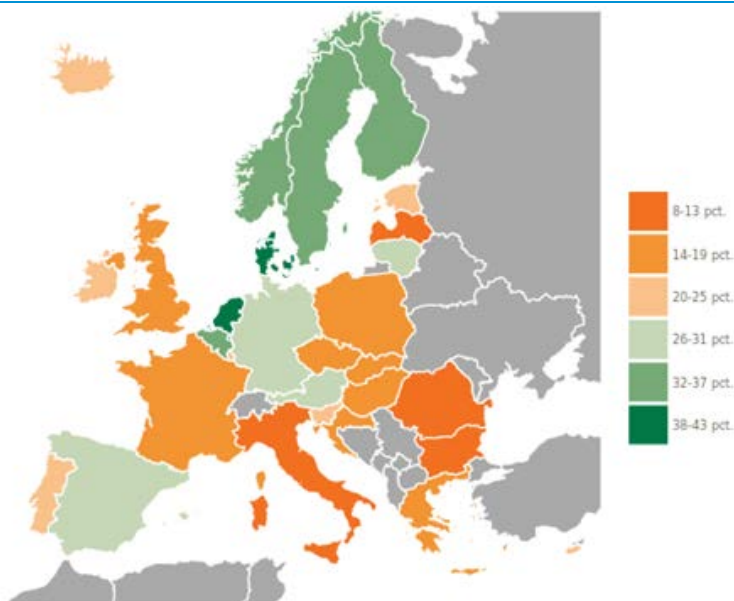 8-13 pct.
14-19 pct.
20-25 pct.
26-31 pct.
32-37 pct.
38-43 pct.